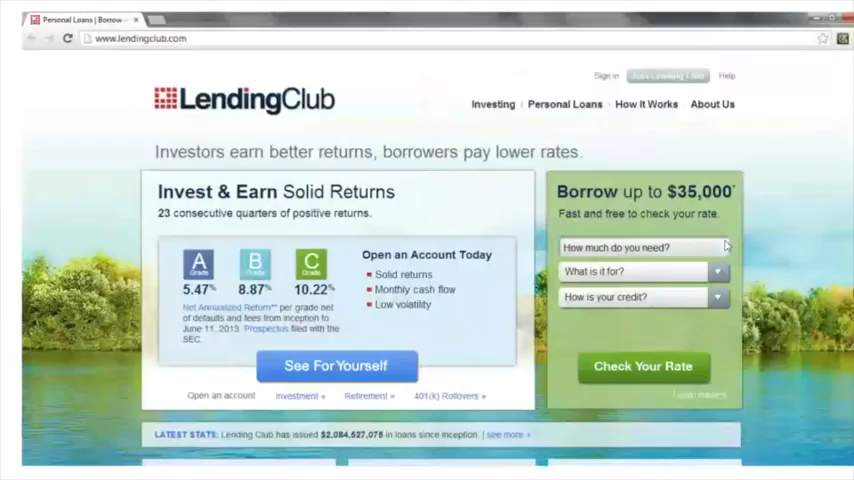 Personal Loans | Borrow
www.lendingclub.com
Sign in
Help
LendingClub
Investing
Personal Loans
How It Works
About Us
Investors earn better returns, borrowers pay lower rates.
Invest & Earn Solid Returns
23 consecutive quarters of positive returns.
A
Grade
5.47%
B
Grade
8.87%
C
Grade
10.22%
Net Annualized Return** per grade net
of defaults and fees from inception to
June 11, 2013. Prospectus filed with the
SEC.
Open an Account Today
Solid returns
Monthly cash flow
Low volatility
See For Yourself
Open an account
Investment »
Retirement »
401(k) Rollovers »
Borrow up to $35,000*
Fast and free to check your rate.
How much do you need?
What is it for?
How is your credit?
Check Your Rate
LATEST STATS: Lending Club has issued $2,084,527,075 in loans since inception. | see more »